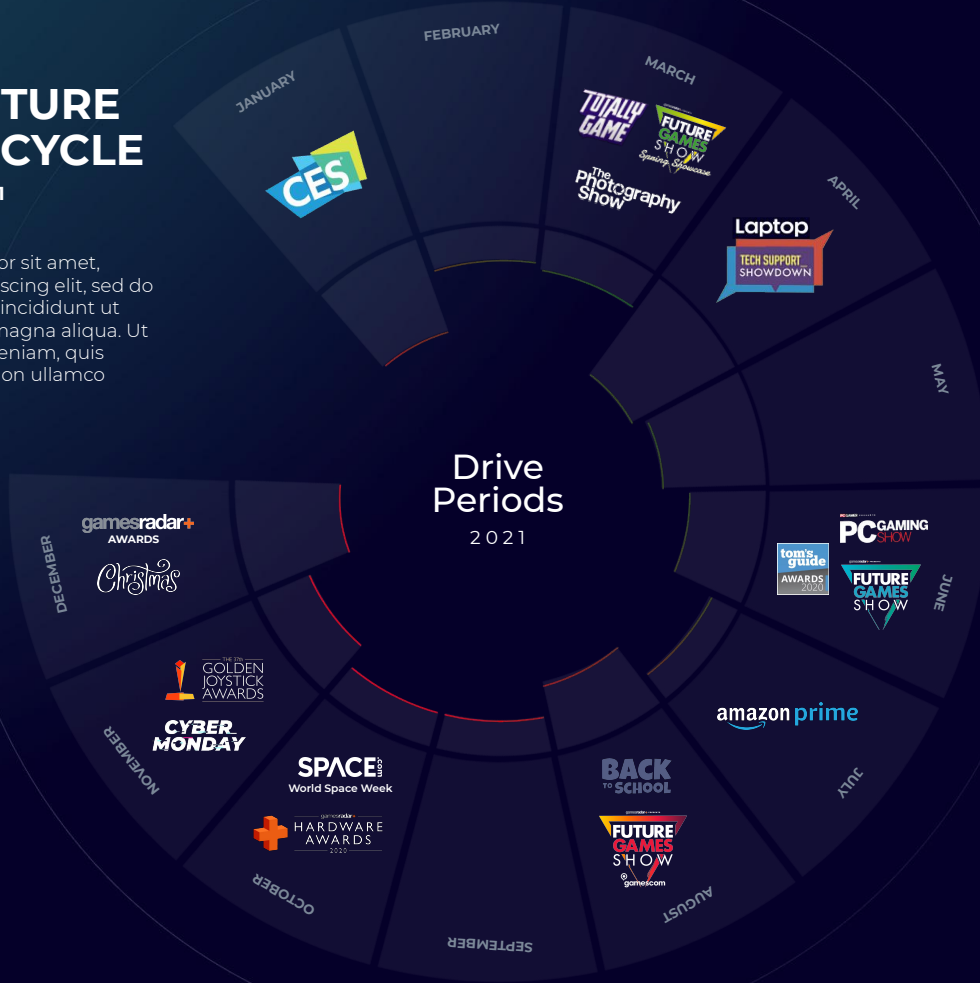 TURE
CYCLE
or sit amet,
scing elit, sed do
incididunt ut
magna aliqua. Ut
eniam, quis
on ullamco
Drive
Periods
2021
JANUARY
CES
FEBRUARY
MARCH
TOTALLY
GAME
FUTURE
GAMES
SHOW
Spring Showcase
The
Photography
Show
APRIL
Laptop
TECH SUPPORT
SHOWDOWN
MAY
JUNE
PC GAMING
SHOW
tom's
guide
AWARDS
2020
FUTURE
GAMES
SHOW
JULY
amazon prime
AUGUST
BACK
TO SCHOOL
FUTURE
GAMES
SHOW
gamescom
SEPTEMBER
OCTOBER
SPACE.com
World Space Week
gamesradar+
HARDWARE
AWARDS
2020
NOVEMBER
THE 37th
GOLDEN
JOYSTICK
AWARDS
CYBER
MONDAY
DECEMBER
gamesradar+
AWARDS
Christmas